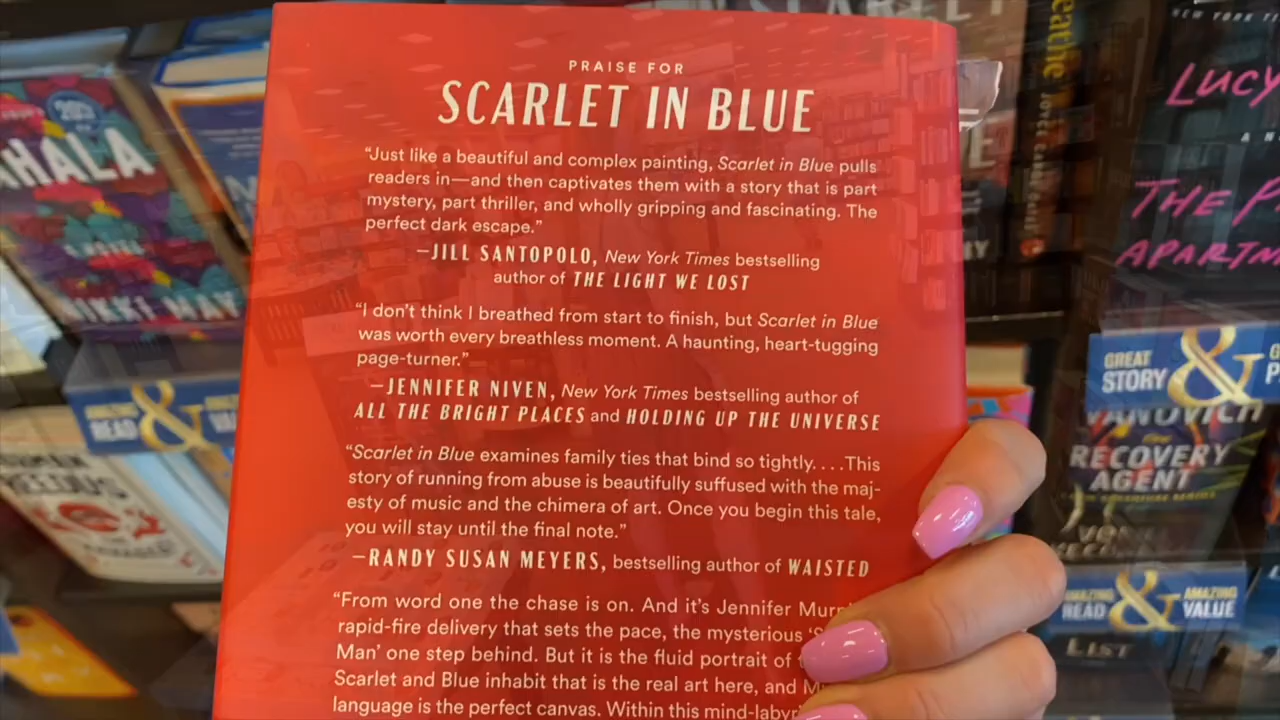 PRAISE FOR
SCARLET IN BLUE
“Just like a beautiful and complex painting, Scarlet in Blue pulls
readers in—and then captivates them with a story that is part
mystery, part thriller, and wholly gripping and fascinating. The
perfect dark escape.”
—JILL SANTOPOLO, New York Times bestselling
author of THE LIGHT WE LOST
“I don’t think I breathed from start to finish, but Scarlet in Blue
was worth every breathless moment. A haunting, heart-tugging
page-turner.”
—JENNIFER NIVEN, New York Times bestselling author of
ALL THE BRIGHT PLACES and HOLDING UP THE UNIVERSE
“Scarlet in Blue examines family ties that bind so tightly. . . . This
story of running from abuse is beautifully suffused with the maj-
esty of music and the chimera of art. Once you begin this tale,
you will stay until the final note.”
—RANDY SUSAN MEYERS, bestselling author of WAISTED
“From word one the chase is on. And it’s Jennifer
rapid-fire delivery that sets the pace, the mysterious
Man’ one step behind. But it is the fluid portrait of
Scarlet and Blue inhabit that is the real art here, and
language is the perfect canvas. Within this
A NOVEL
NIKKI MAY
NEW YORK
LUCY
THE
GREAT
STORY &
RECOVERY
AGENT
AMAZING
READ & AMAZING
VALUE
LIST
READ &